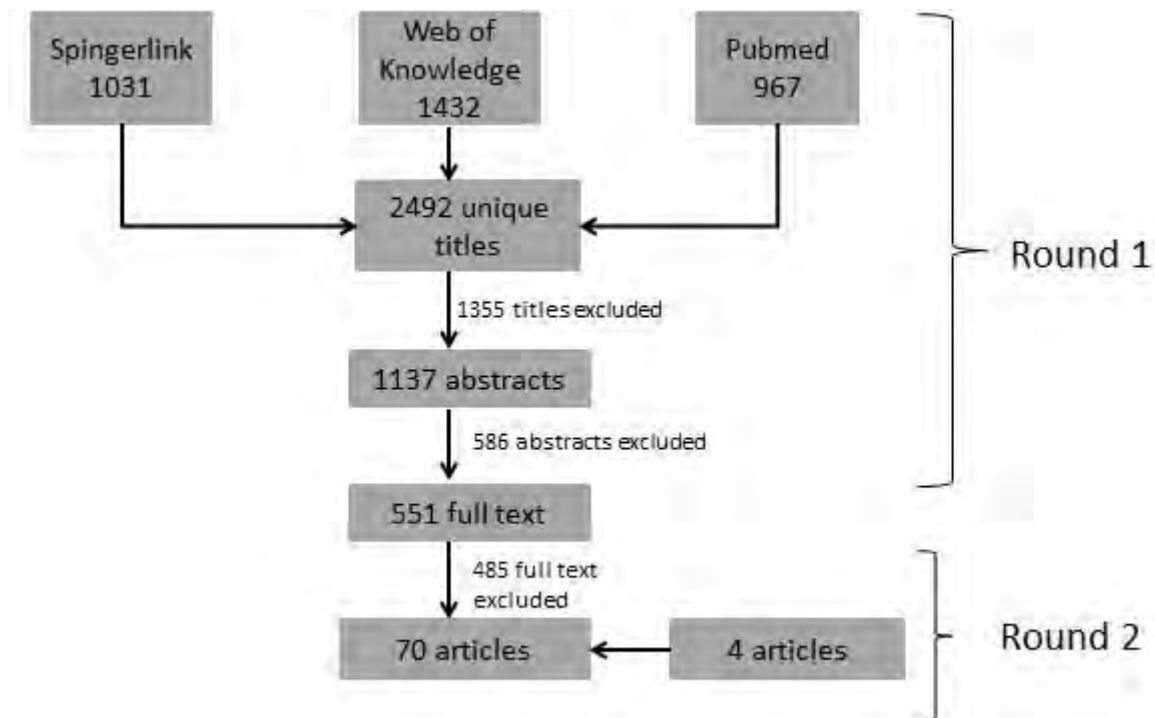 Spingerlink
1031
Web of
Knowledge
1432
Pubmed
967
2492 unique
titles
1355 titles excluded
1137 abstracts
586 abstracts excluded
551 full text
Round 1
485 full text
excluded
70 articles
4 articles
Round 2